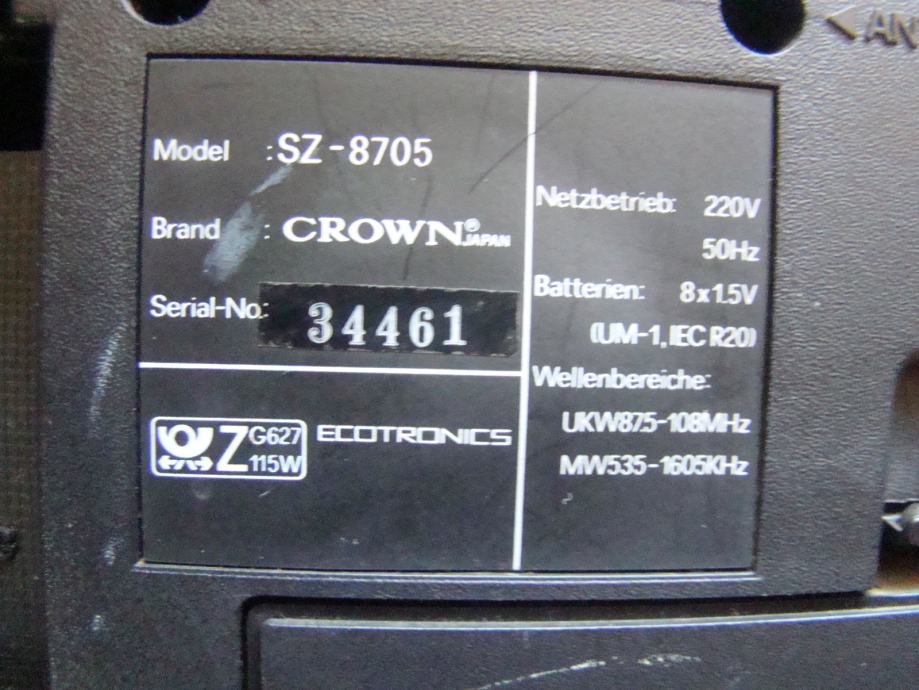 ◄ AN
Model : SZ-8705
Brand : CROWN® JAPAN
Serial-No.: 34461
Z G627
115W
ECOTRONICS
Netzbetrieb: 220V
50Hz
Batterien: 8x1.5V
(UM-1, IEC R20)
Wellenbereiche:
UKW87.5-108MHz
MW535-1605KHz